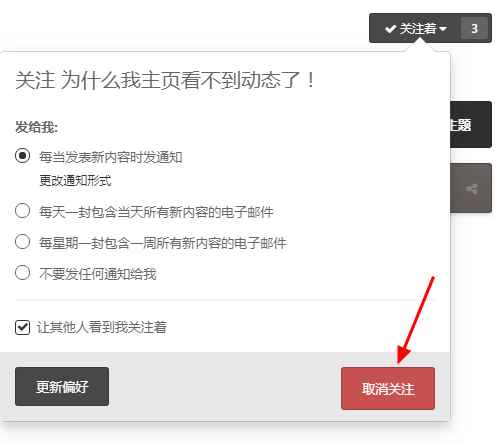 关注着 3
关注 为什么我主页看不到动态了！
主题
发给我:
每当发表新内容时发通知
更改通知形式
每天一封包含当天所有新内容的电子邮件
每星期一封包含一周所有新内容的电子邮件
不要发任何通知给我
让其他人看到我关注着
更新偏好
取消关注